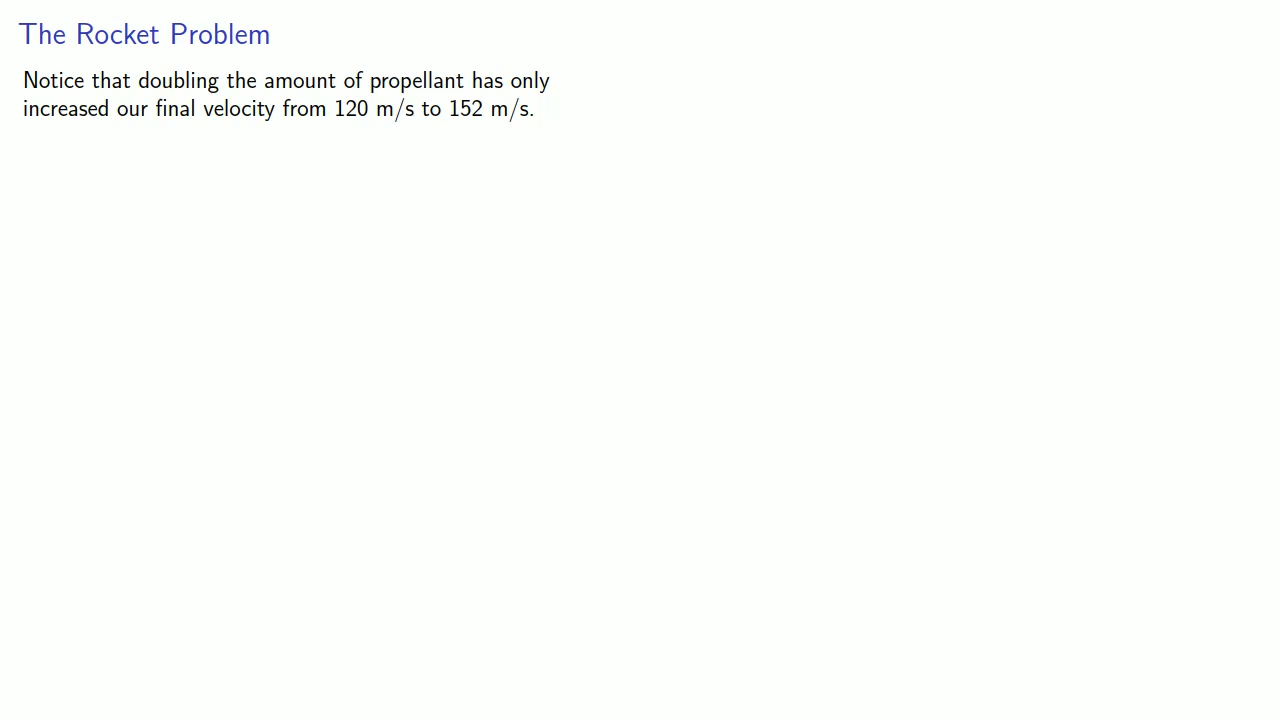 The Rocket Problem
Notice that doubling the amount of propellant has only
increased our final velocity from 120 m/s to 152 m/s.